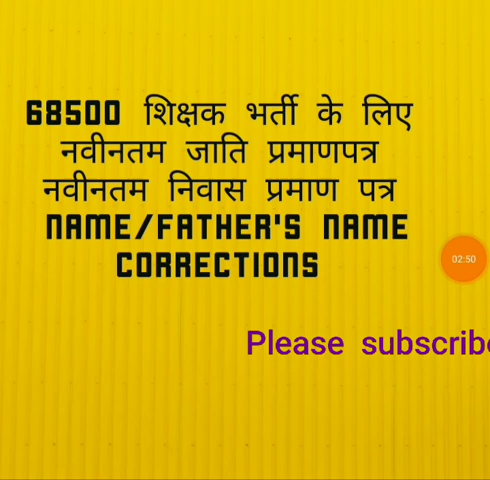 68500 शिक्षक भर्ती के लिए
नवीनतम जाति प्रमाणपत्र
नवीनतम निवास प्रमाण पत्र
NAME/FATHER'S NAME
CORRECTIONS
02:50
Please subscribe